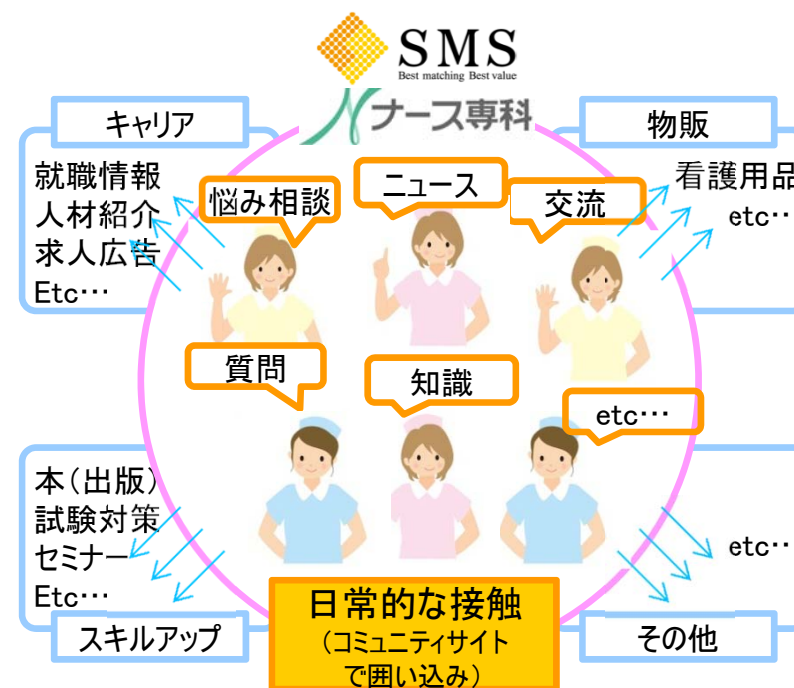 SMS
Best matching Best value
ナース専科
キャリア
就職情報
人材紹介
求人広告
Etc…
物販
看護用品
etc…
悩み相談
ニュース
交流
質問
知識
etc…
本（出版）
試験対策
セミナー
Etc…
スキルアップ
etc…
その他
日常的な接触
（コミュニティサイト
で囲い込み）